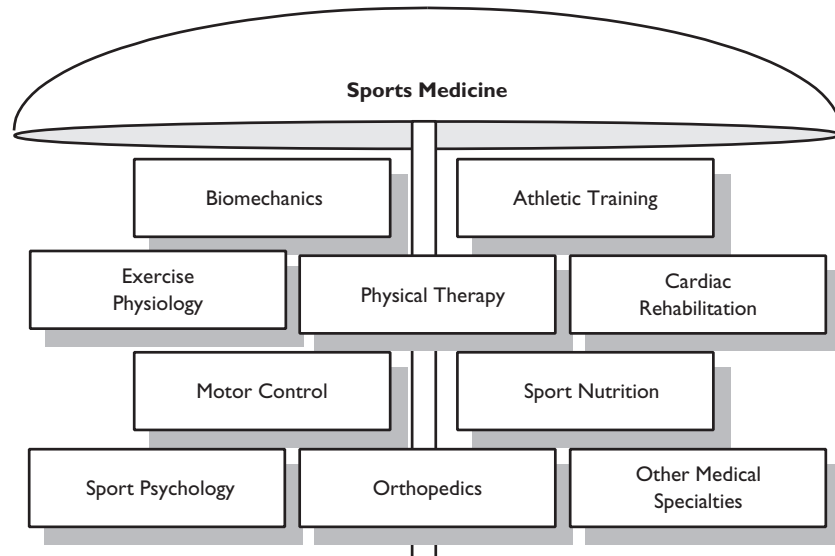 Sports Medicine
Biomechanics
Athletic Training
Exercise
Physiology
Physical Therapy
Cardiac
Rehabilitation
Motor Control
Sport Nutrition
Sport Psychology
Orthopedics
Other Medical
Specialties